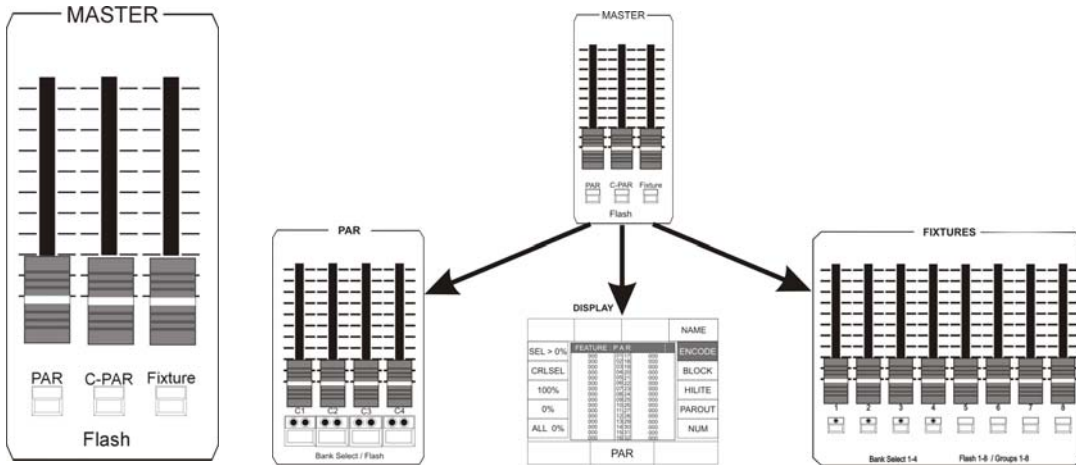 MASTER
PAR C-PAR Fixture
Flash
MASTER
PAR C-PAR Fixture
Flash
PAR
C1 C2 C3 C4
Bank Select / Flash
DISPLAY
NAME
SEL > 0%
CRLSEL
100%
0%
ALL 0%
FEATURE : P A R
ENCODE
BLOCK
HILITE
PAROUT
NUM
PAR
FIXTURES
1 2 3 4 5 6 7 8
Bank Select 1-4 Flash 1-8 / Groups 1-8